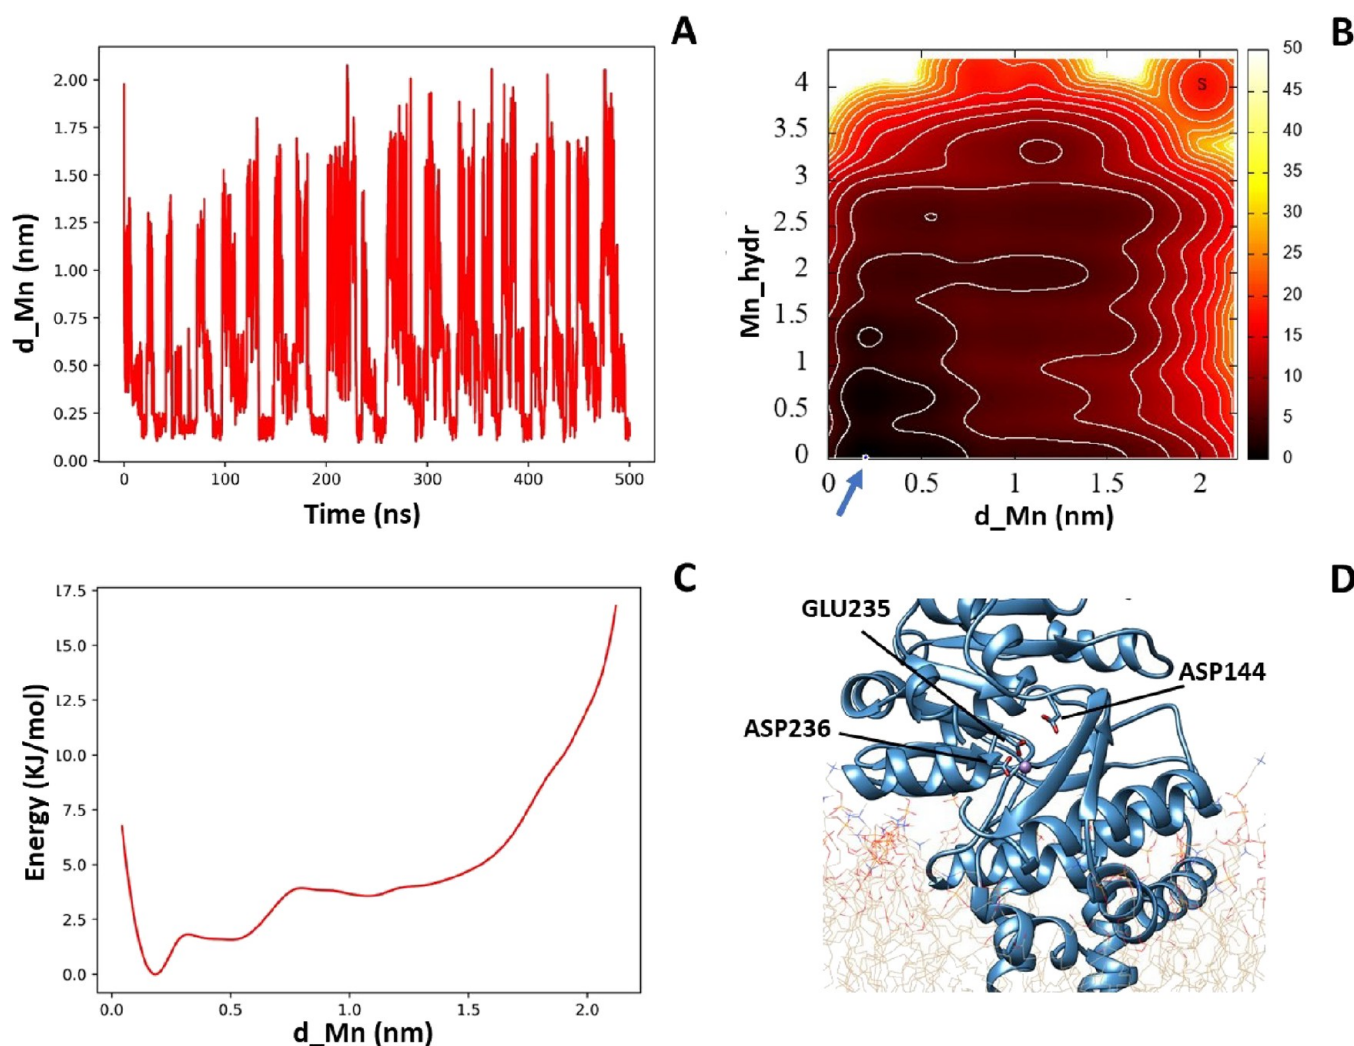 A
2.00
1.75
1.50
1.25
1.00
0.75
0.50
0.25
0.00
d_Mn (nm)
0 100 200 300 400 500
Time (ns)
B
4
3.5
3
2.5
2
1.5
1
0.5
0
Mn_hydr
S
0 0.5 1 1.5 2
d_Mn (nm)
50
45
40
35
30
25
20
15
10
5
0
C
17.5
15.0
12.5
10.0
7.5
5.0
2.5
0.0
Energy (KJ/mol)
0.0 0.5 1.0 1.5 2.0
d_Mn (nm)
D
GLU235
ASP144
ASP236